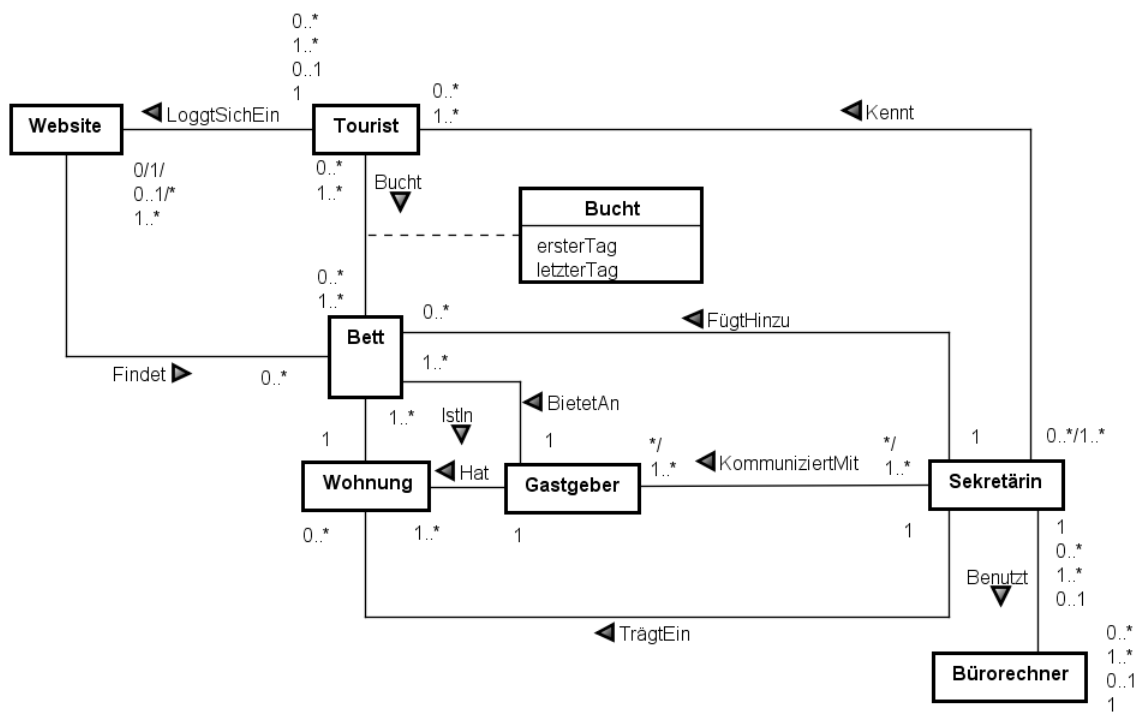 0..*
1..*
0..1
1
0..*
1..*
Website
LoggtSichEin
Tourist
Kennt
0/1/
0..1/*
1..*
0..*
1..*
Bucht
Bucht
ersterTag
letzterTag
0..*
1..*
0..*
FügtHinzu
Bett
Findet
0..*
1..*
BietetAn
1..*
IstIn
1
1
*/
1..*
KommuniziertMit
*/
1..*
1
0..*/1..*
Wohnung
Hat
Gastgeber
Sekretärin
0..*
1..*
1
1
1
0..*
1..*
0..1
Benutzt
TrägtEin
Bürorechner
0..*
1..*
0..1
1